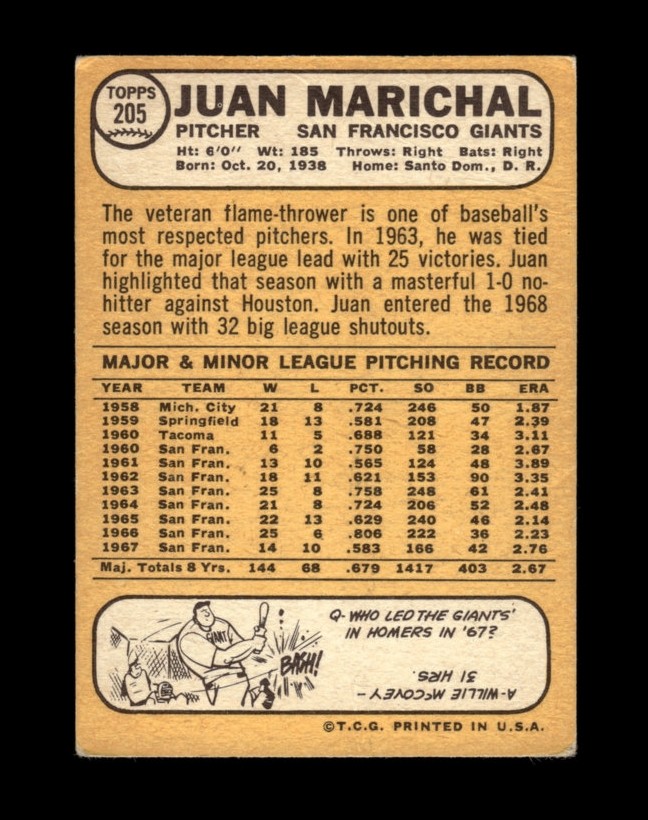 TOPPS
205
JUAN MARICHAL
PITCHER SAN FRANCISCO GIANTS
Ht: 6'0" Wt: 185 Throws: Right Bats: Right
Born: Oct. 20, 1938 Home: Santo Dom., D. R.
The veteran flame-thrower is one of baseball's
most respected pitchers. In 1963, he was tied
for the major league lead with 25 victories. Juan
highlighted that season with a masterful 1-0 no-
hitter against Houston. Juan entered the 1968
season with 32 big league shutouts.
MAJOR & MINOR LEAGUE PITCHING RECORD
YEAR TEAM W L PCT. SO BB ERA
1958 Mich. City 21 8 .724 246 50 1.87
1959 Springfield 18 13 .581 208 47 2.39
1960 Tacoma 11 5 .688 121 34 3.11
1960 San Fran. 6 2 .750 58 28 2.67
1961 San Fran. 13 10 .565 124 48 3.89
1962 San Fran. 18 11 .621 153 90 3.35
1963 San Fran. 25 8 .758 248 61 2.41
1964 San Fran. 21 8 .724 206 52 2.48
1965 San Fran. 22 13 .629 240 46 2.14
1966 San Fran. 25 6 .806 222 36 2.23
1967 San Fran. 14 10 .583 166 42 2.76
Maj. Totals 8 Yrs. 144 68 .679 1417 403 2.67
GIANT
BASH!
Q- WHO LED THE GIANTS'
IN HOMERS IN '67?
A-WILLIE McCOVEY -
31 HRS.
©T.C.G. PRINTED IN U.S.A.